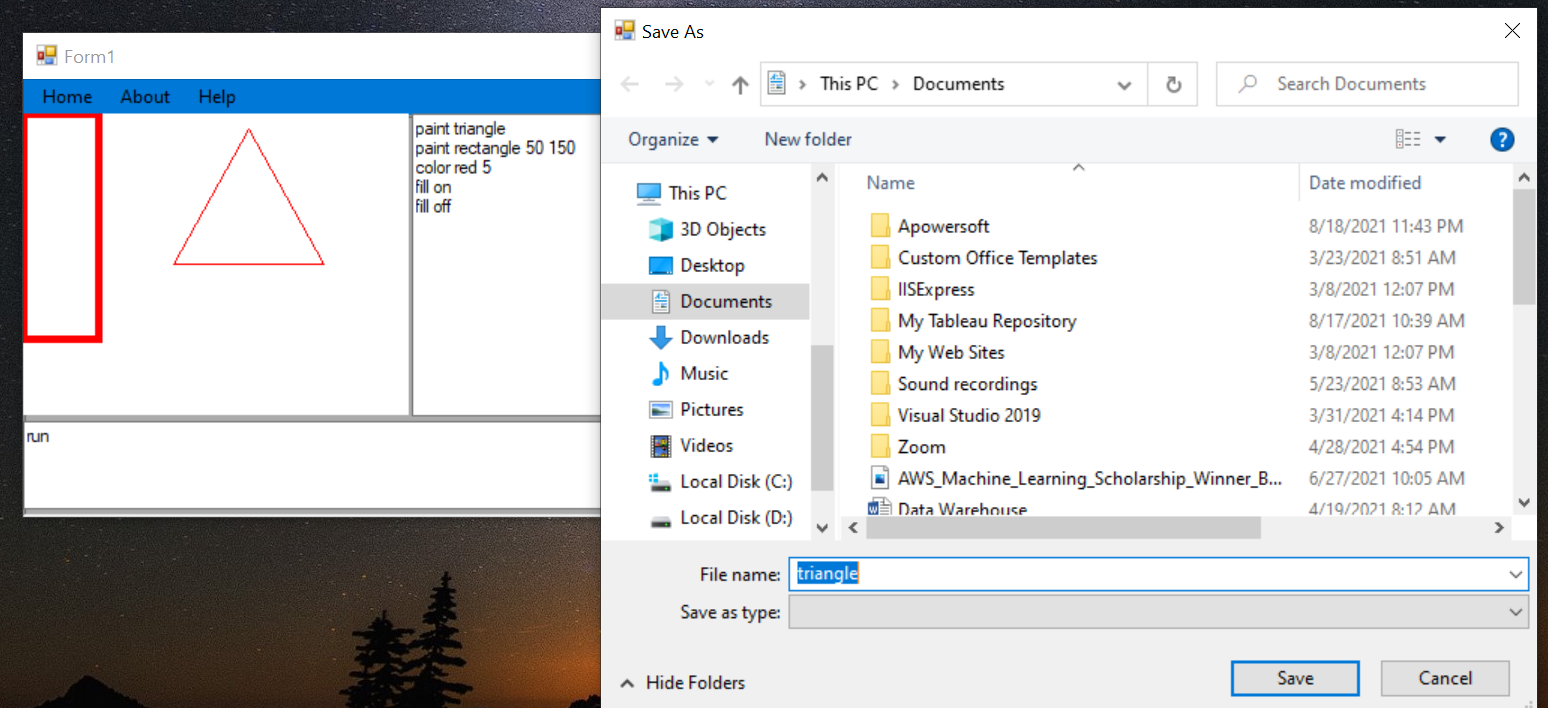 Form1
Home About Help
paint triangle
paint rectangle 50 150
color red 5
fill on
fill off
run
Save As
This PC > Documents
Search Documents
Organize New folder
This PC
3D Objects
Desktop
Documents
Downloads
Music
Pictures
Videos
Local Disk (C:)
Local Disk (D:)
Name Date modified
Apowersoft 8/18/2021 11:43 PM
Custom Office Templates 3/23/2021 8:51 AM
IISExpress 3/8/2021 12:07 PM
My Tableau Repository 8/17/2021 10:39 AM
My Web Sites 3/8/2021 12:07 PM
Sound recordings 5/23/2021 8:53 AM
Visual Studio 2019 3/31/2021 4:14 PM
Zoom 4/28/2021 4:54 PM
AWS_Machine_Learning_Scholarship_Winner_B... 6/27/2021 10:05 AM
Data Warehouse 4/19/2021 8:12 AM
File name: triangle
Save as type:
Hide Folders
Save Cancel